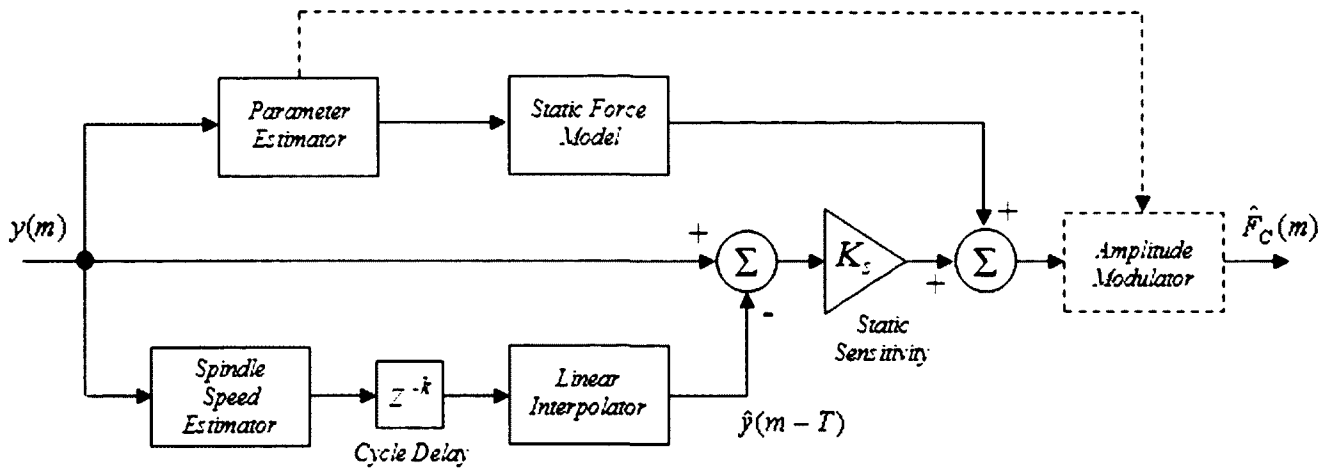 Parameter
Estimator
Static Force
Model
y(m)
+
Σ
-
K_s
Static
Sensitivity
+
+
Σ
Amplitude
Modulator
F̂_C(m)
Spindle
Speed
Estimator
z^-k
Cycle Delay
Linear
Interpolator
ŷ(m − T)